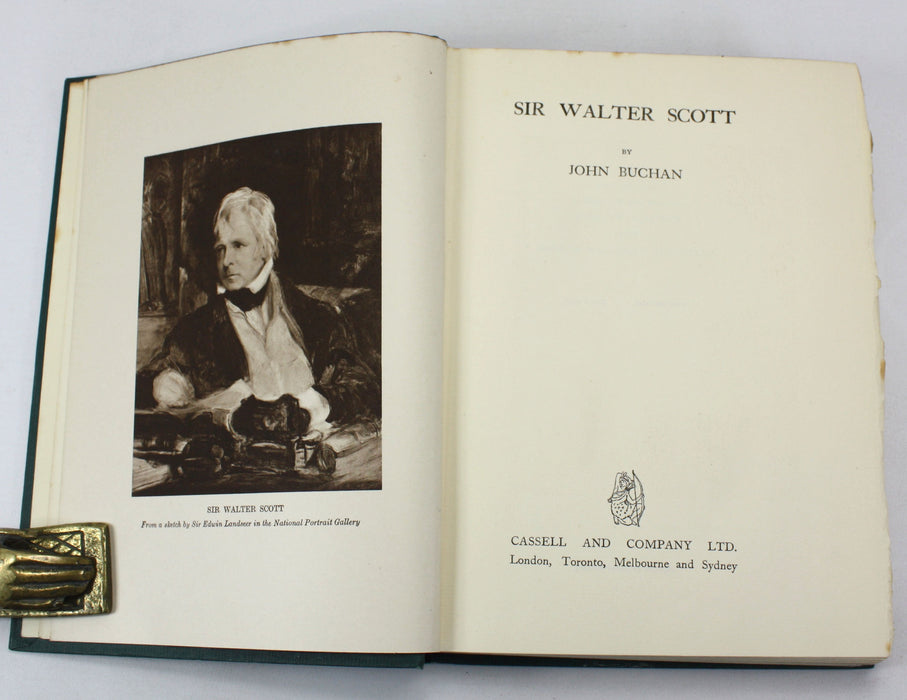 SIR WALTER SCOTT
From a sketch by Sir Edwin Landseer in the National Portrait Gallery
SIR WALTER SCOTT
BY
JOHN BUCHAN
CASSELL AND COMPANY LTD.
London, Toronto, Melbourne and Sydney